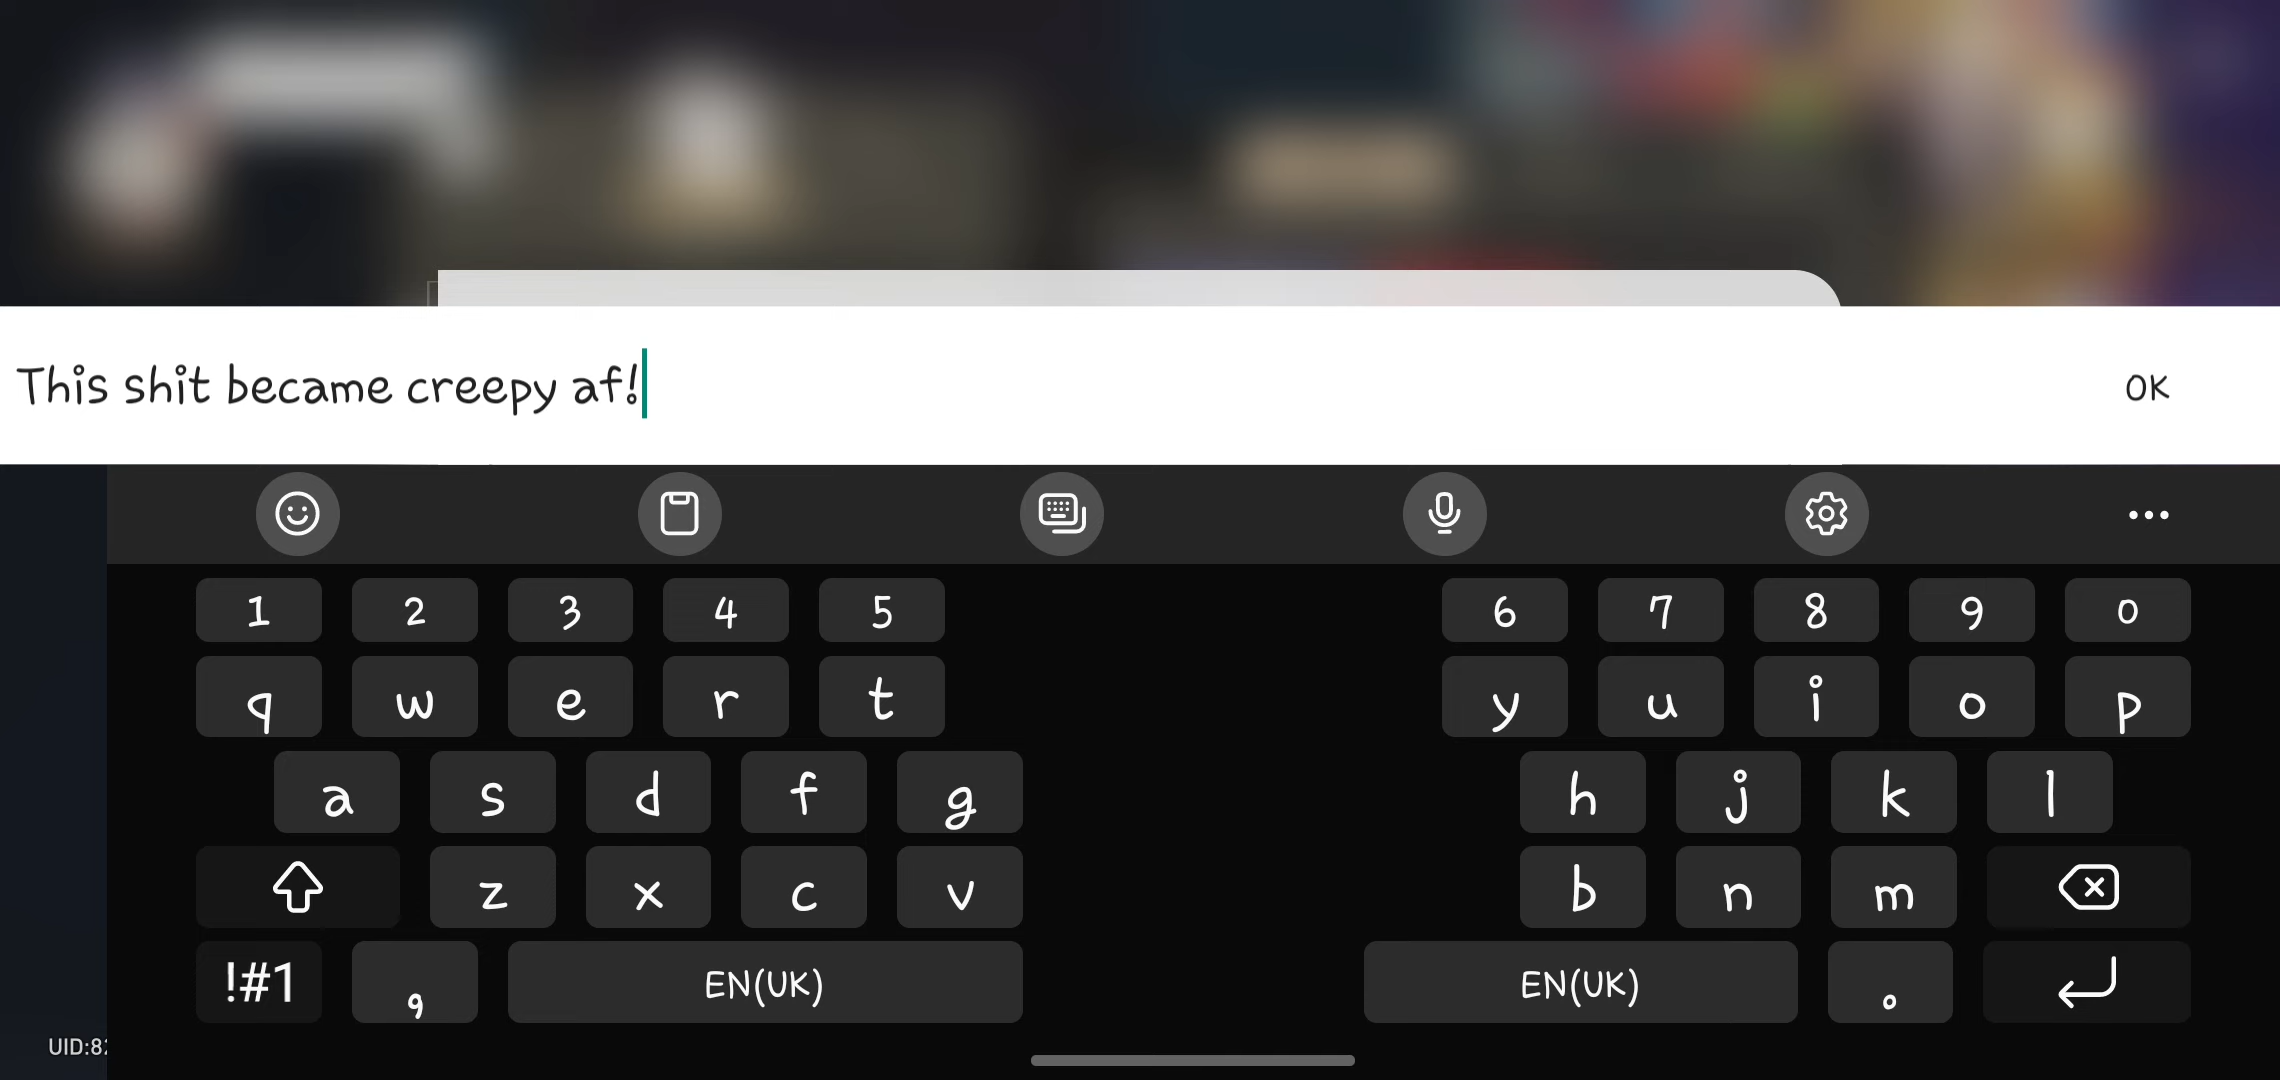 This shit became creepy af!
OK
1 2 3 4 5 6 7 8 9 0
q w e r t y u i o p
a s d f g h j k l
z x c v b n m
!#1 , EN(UK) EN(UK) .
UID:82